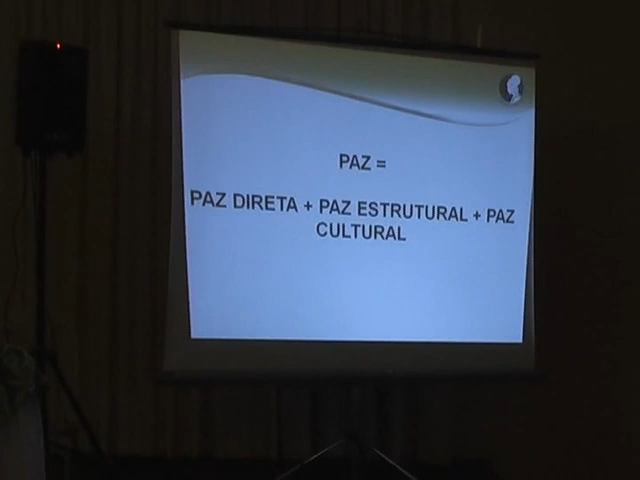 PAZ =
PAZ DIRETA + PAZ ESTRUTURAL + PAZ
CULTURAL